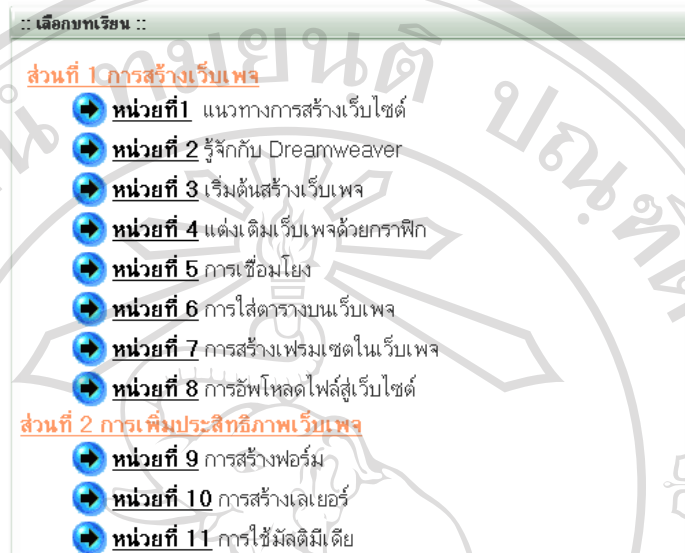 :: เลือกบทเรียน ::
ส่วนที่ 1 การสร้างเว็บเพจ
หน่วยที่1 แนวทางการสร้างเว็บไซต์
หน่วยที่ 2 รู้จักกับ Dreamweaver
หน่วยที่ 3 เริ่มต้นสร้างเว็บเพจ
หน่วยที่ 4 แต่งเติมเว็บเพจด้วยกราฟิก
หน่วยที่ 5 การเชื่อมโยง
หน่วยที่ 6 การใส่ตารางบนเว็บเพจ
หน่วยที่ 7 การสร้างเฟรมเซตในเว็บเพจ
หน่วยที่ 8 การอัพโหลดไฟล์สู่เว็บไซต์
ส่วนที่ 2 การเพิ่มประสิทธิภาพเว็บเพจ
หน่วยที่ 9 การสร้างฟอร์ม
หน่วยที่ 10 การสร้างเลเยอร์
หน่วยที่ 11 การใช้มัลติมีเดีย